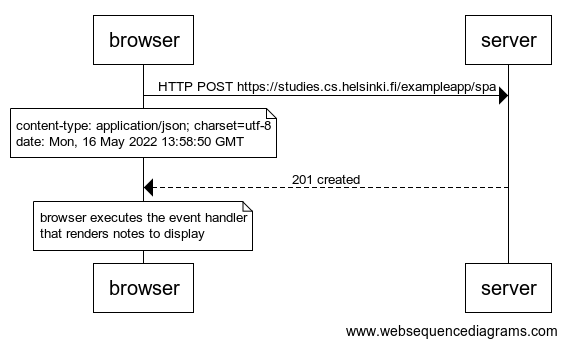 browser
server
HTTP POST https://studies.cs.helsinki.fi/exampleapp/spa
content-type: application/json; charset=utf-8
date: Mon, 16 May 2022 13:58:50 GMT
201 created
browser executes the event handler
that renders notes to display
browser
server
www.websequencediagrams.com